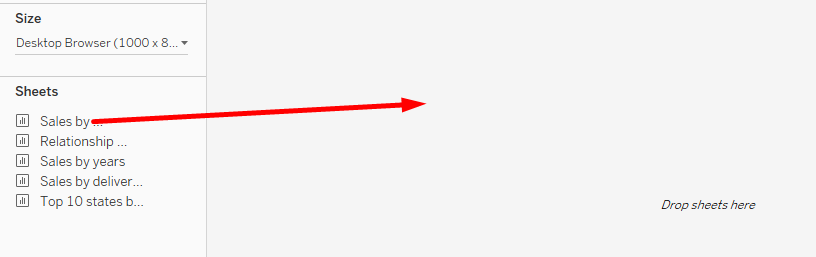 Size
Desktop Browser (1000 x 8...
Sheets
Sales by ...
Relationship ...
Sales by years
Sales by deliver...
Top 10 states b...
Drop sheets here